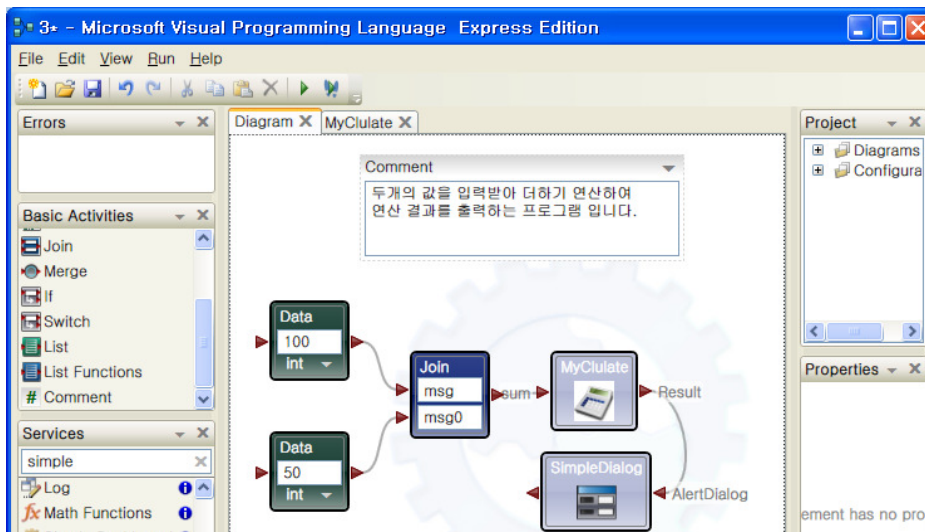 3* - Microsoft Visual Programming Language Express Edition
File Edit View Run Help
Errors
Diagram
MyClulate
Project
Diagrams
Configura
Comment
두개의 값을 입력받아 더하기 연산하여
연산 결과를 출력하는 프로그램 입니다.
Basic Activities
Join
Merge
If
Switch
List
List Functions
# Comment
Data
100
int
Join
msg
msg0
sum
MyClulate
Result
Properties
Services
simple
Log
Math Functions
Data
50
int
SimpleDialog
AlertDialog
ement has no pro